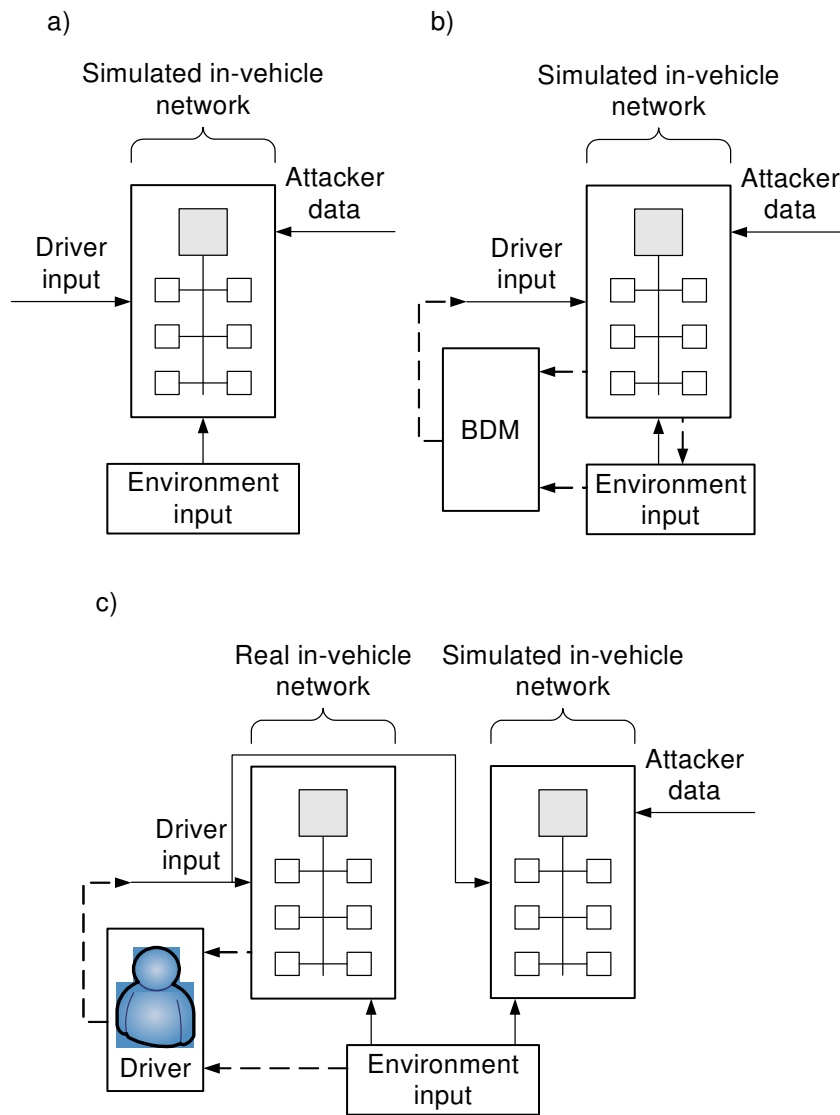 a)
Simulated in-vehicle
network
Attacker
data
Driver
input
Environment
input
b)
Simulated in-vehicle
network
Attacker
data
Driver
input
BDM
Environment
input
c)
Real in-vehicle
network
Simulated in-vehicle
network
Attacker
data
Driver
input
Driver
Environment
input